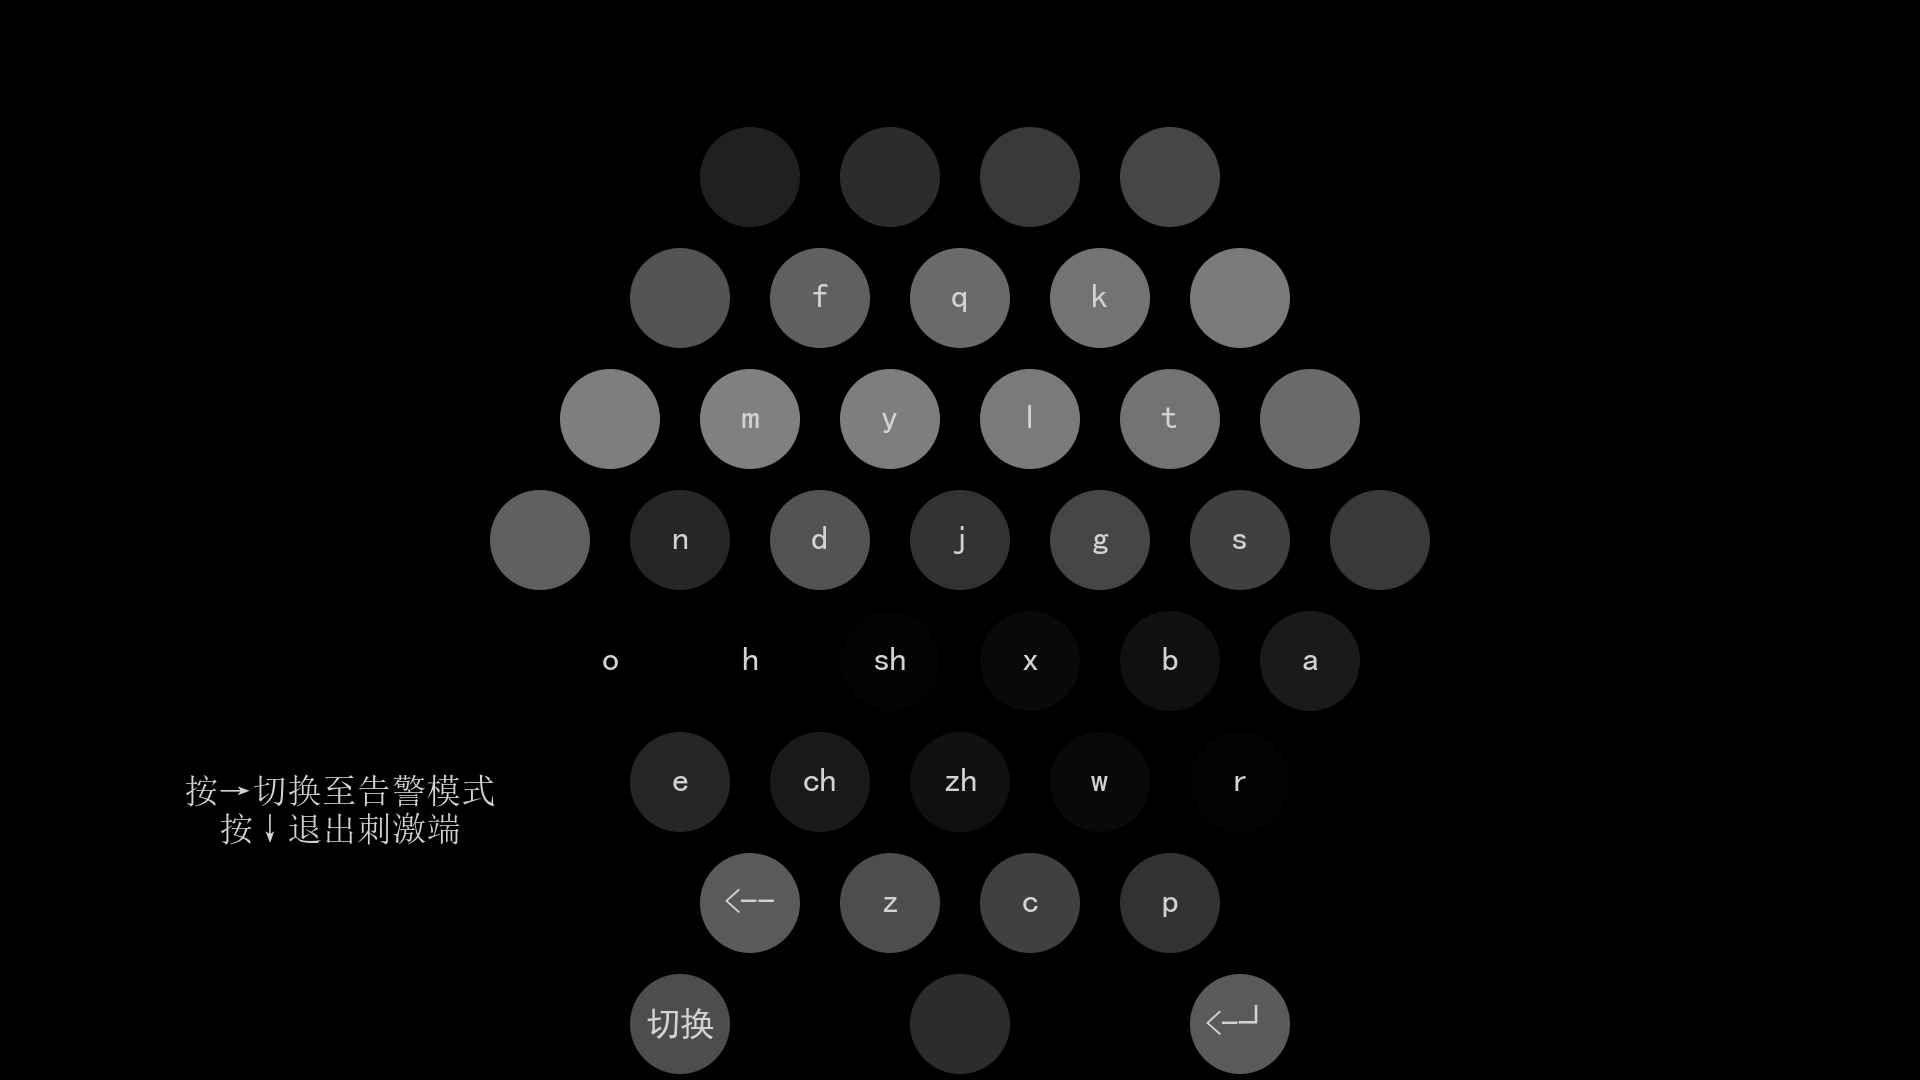 f q k
m y l t
n d j g s
o h sh x b a
e ch zh w r
按→切换至告警模式
按↓退出刺激端
<-- z c p
切换 <-┘